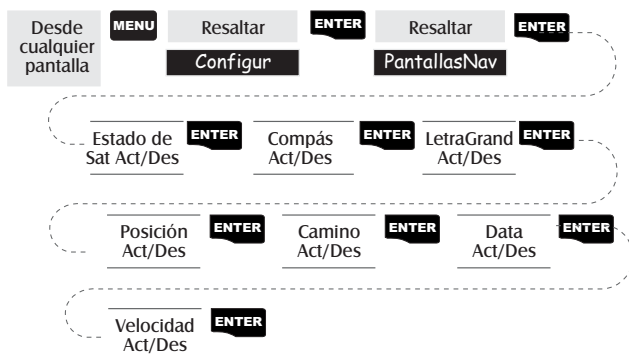 Desde cualquier pantalla
MENU
Resaltar
Configur
ENTER
Resaltar
PantallasNav
ENTER
Estado de
Sat Act/Des
ENTER
Compás
Act/Des
ENTER
LetraGrand
Act/Des
ENTER
Posición
Act/Des
ENTER
Camino
Act/Des
ENTER
Data
Act/Des
ENTER
Velocidad
Act/Des
ENTER